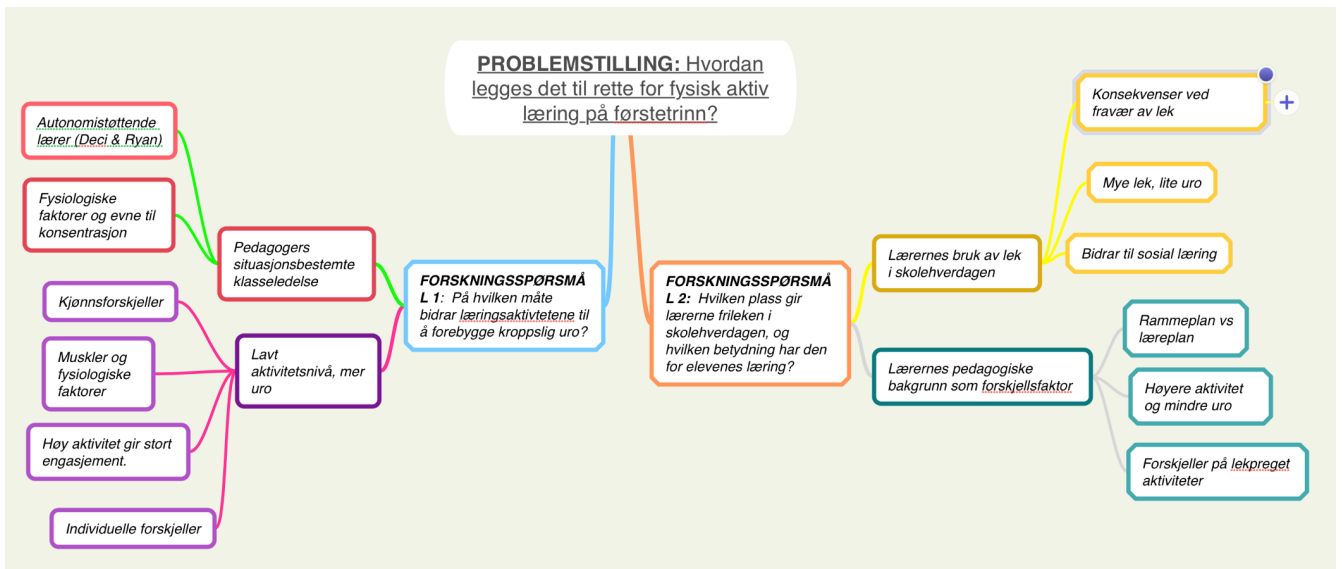 PROBLEMSTILLING: Hvordan
legges det til rette for fysisk aktiv
læring på førstetrinn?
Autonomistøttende
lærer (Deci & Ryan)
Fysiologiske
faktorer og evne til
konsentrasjon
Pedagogers
situasjonsbestemte
klasseledelse
Kjønnsforskjeller
Muskler og
fysiologiske
faktorer
Lavt
aktivitetsnivå, mer
uro
Høy aktivitet gir stort
engasjement.
Individuelle forskjeller
FORSKNINGSSPØRSMÅ
L 1:  På hvilken måte
bidrar læringsaktivtetene til
å forebygge kroppslig uro?
FORSKNINGSSPØRSMÅ
L 2:  Hvilken plass gir
lærerne frileken i
skolehverdagen, og
hvilken betydning har den
for elevenes læring?
Lærernes bruk av lek
i skolehverdagen
Konsekvenser ved
fravær av lek
Mye lek, lite uro
Bidrar til sosial læring
Lærernes pedagogiske
bakgrunn som forskjellsfaktor
Rammeplan vs
læreplan
Høyere aktivitet
og mindre uro
Forskjeller på lekpreget
aktiviteter